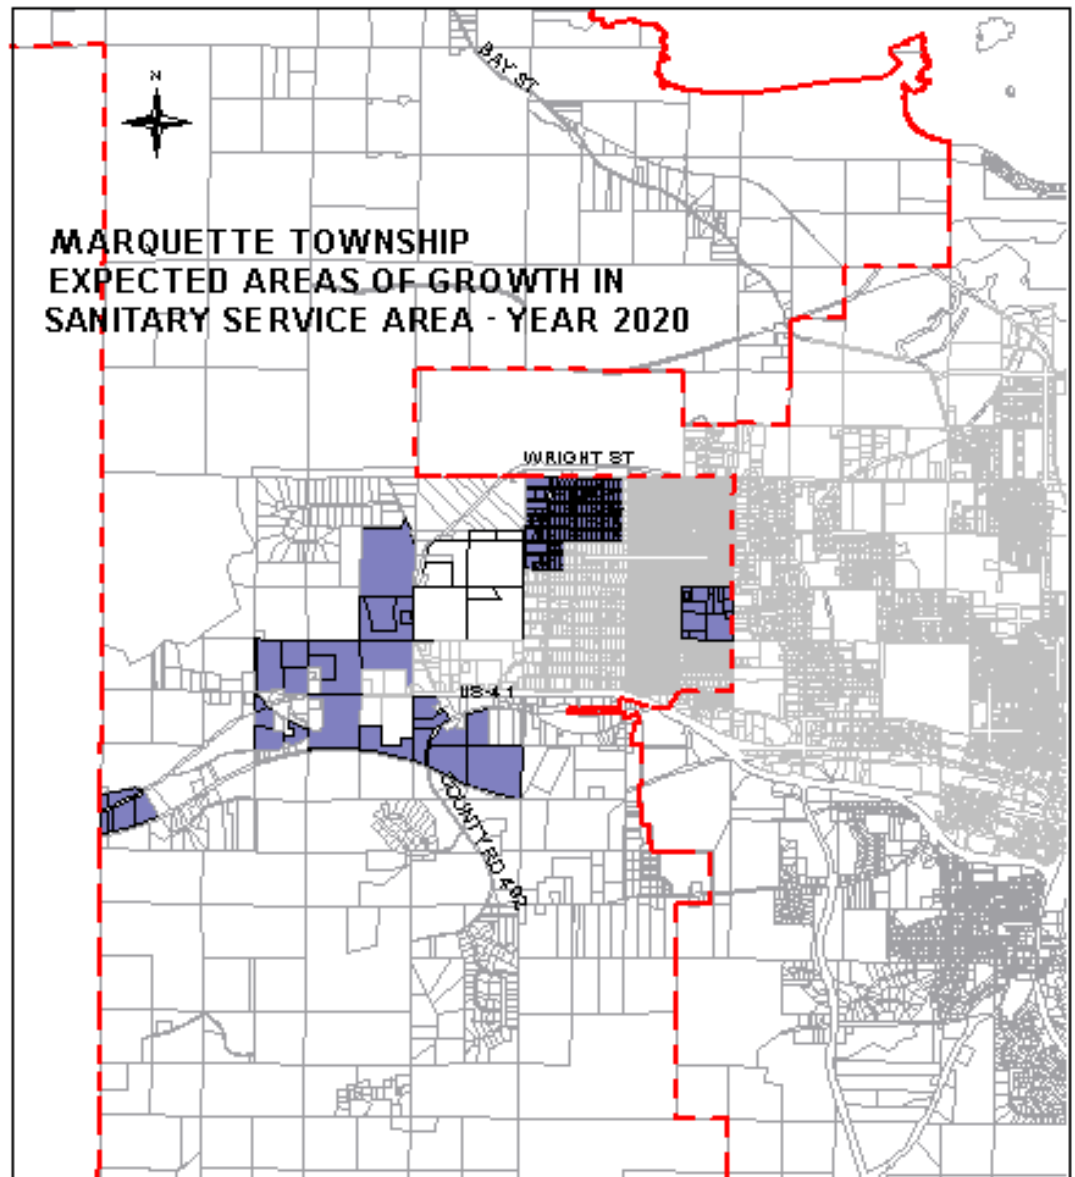 BAY ST
N
MARQUETTE TOWNSHIP
EXPECTED AREAS OF GROWTH IN
SANITARY SERVICE AREA - YEAR 2020
WRIGHT ST
US-41
COUNTY RD 492